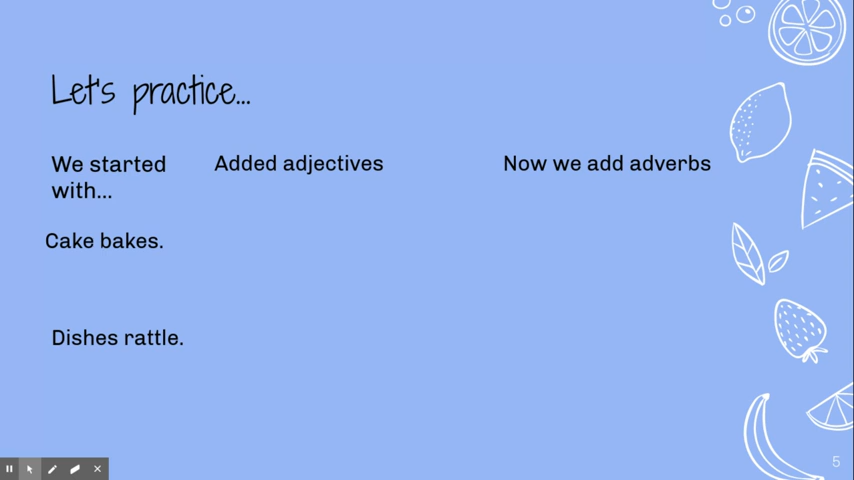 Let's practice...
We started
with...
Added adjectives
Now we add adverbs
Cake bakes.
Dishes rattle.
5